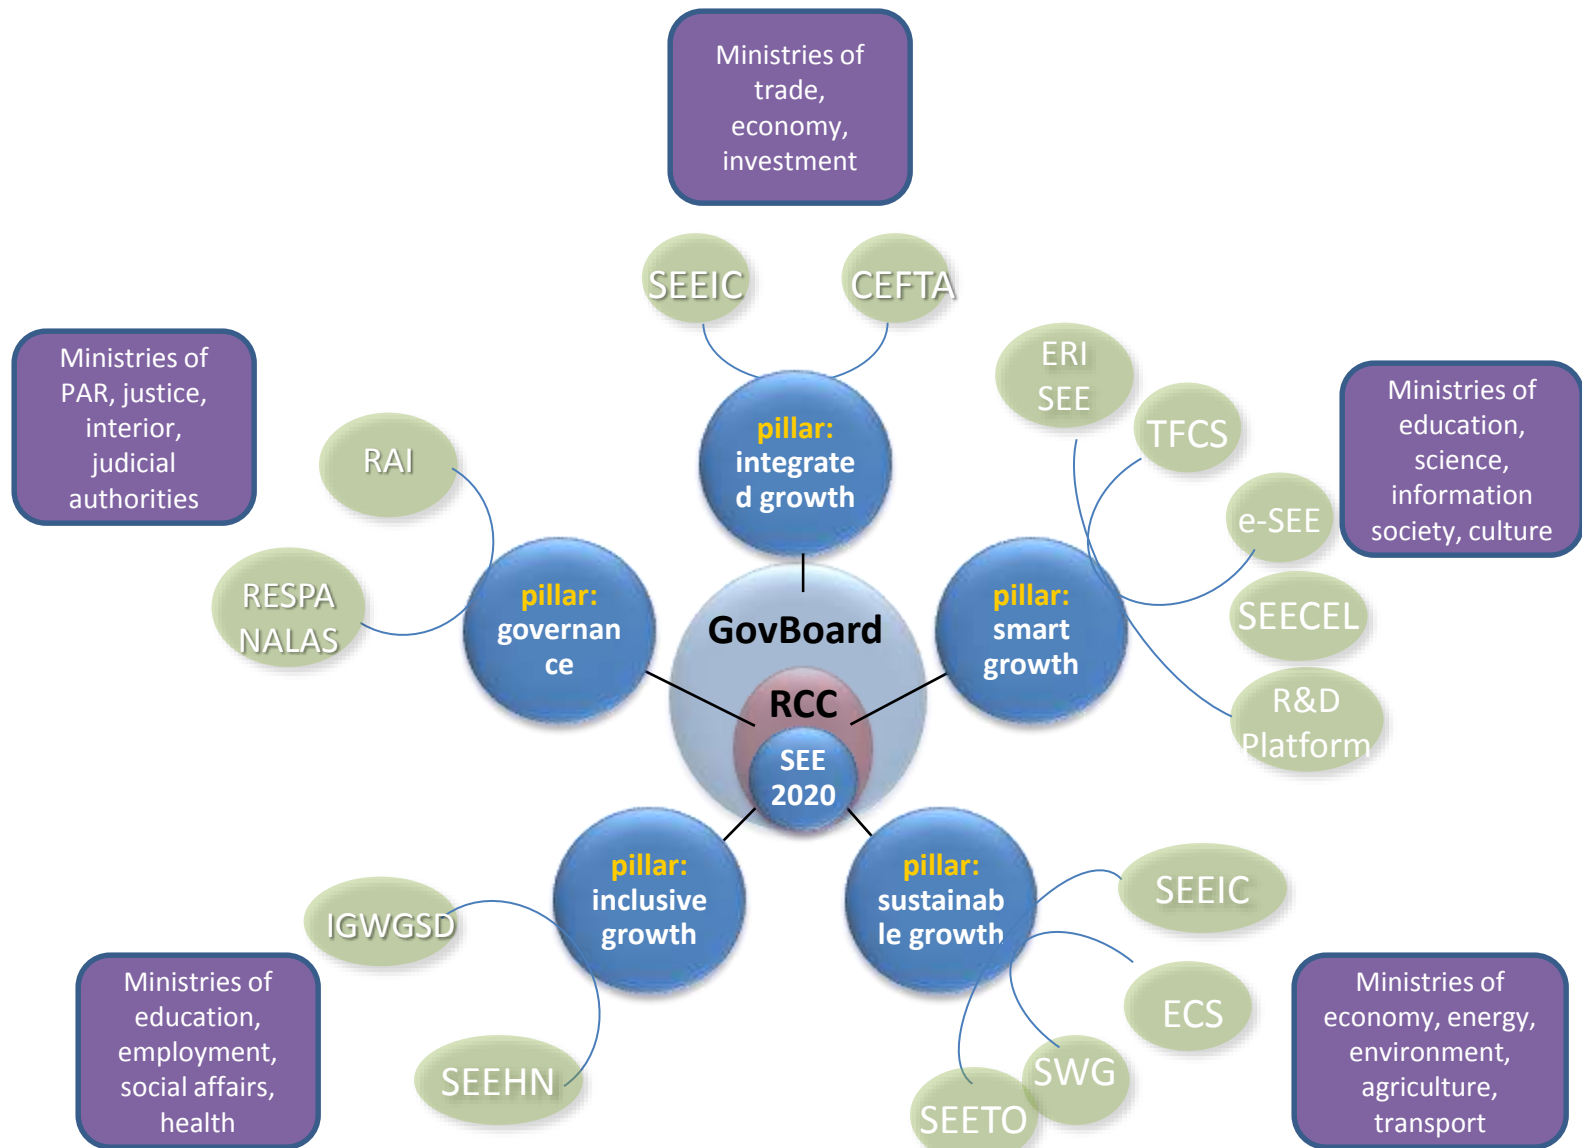 Ministries of
trade,
economy,
investment
SEEIC
CEFTA
Ministries of
PAR, justice,
interior,
judicial
authorities
RAI
RESPA
NALAS
pillar:
integrate
d growth
ERI
SEE
TFCS
e-SEE
SEECEL
R&D
Platform
Ministries of
education,
science,
information
society, culture
pillar:
governan
ce
GovBoard
RCC
SEE
2020
pillar:
smart
growth
pillar:
inclusive
growth
pillar:
sustainab
le growth
IGWGSD
SEEHN
Ministries of
education,
employment,
social affairs,
health
SEEIC
ECS
SWG
SEETO
Ministries of
economy, energy,
environment,
agriculture,
transport